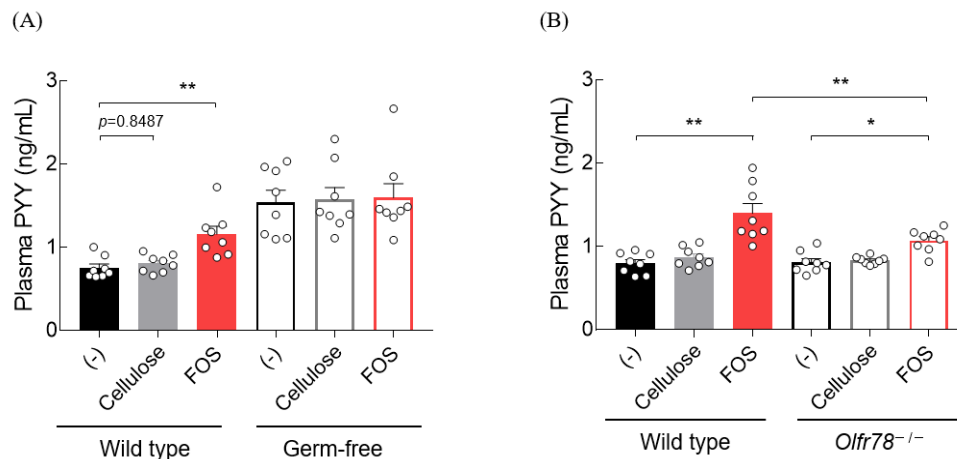 (A)
Plasma PYY (ng/mL)
3
2
1
0
**
p=0.8487
(-)
Cellulose
FOS
(-)
Cellulose
FOS
Wild type
Germ-free
(B)
Plasma PYY (ng/mL)
3
2
1
0
**
**
*
(-)
Cellulose
FOS
(-)
Cellulose
FOS
Wild type
Olfr78⁻/⁻